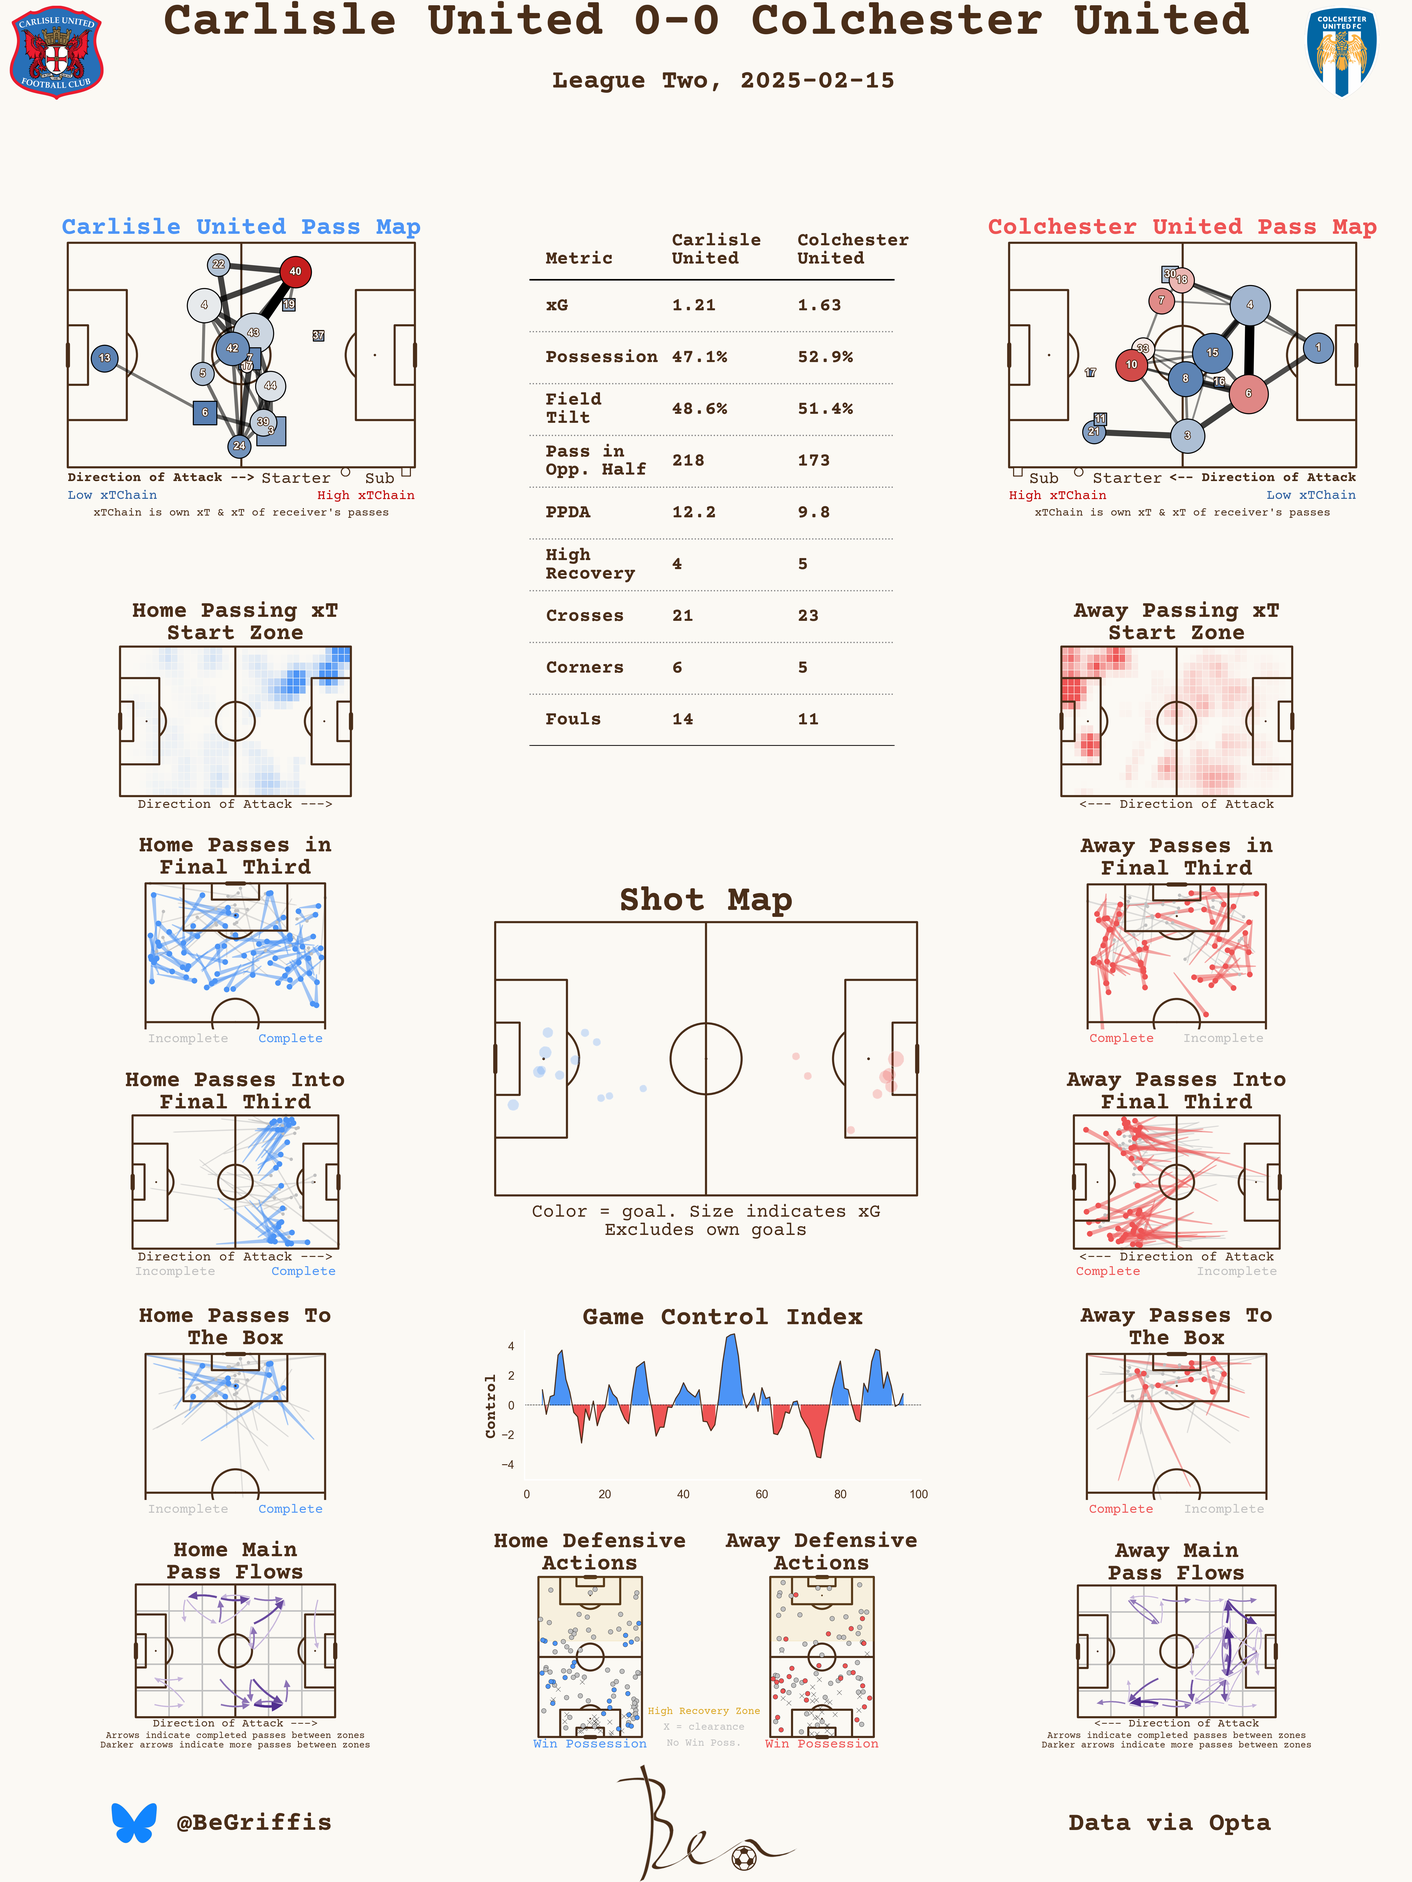 Carlisle United 0-0 Colchester United
League Two, 2025-02-15
CARLISLE UNITED
FOOTBALL CLUB
COLCHESTER
UNITED FC
Carlisle United Pass Map
22
40
4
19
43
37
42
7
17
13
5
44
6
39
3
24
Direction of Attack --> Starter Sub
Low xTChain High xTChain
xTChain is own xT & xT of receiver's passes
Metric Carlisle United Colchester United
xG 1.21 1.63
Possession 47.1% 52.9%
Field Tilt 48.6% 51.4%
Pass in Opp. Half 218 173
PPDA 12.2 9.8
High Recovery 4 5
Crosses 21 23
Corners 6 5
Fouls 14 11
Colchester United Pass Map
30
18
7
4
33
15
1
10
17
8
16
6
11
21
3
Sub Starter <-- Direction of Attack
High xTChain Low xTChain
xTChain is own xT & xT of receiver's passes
Home Passing xT
Start Zone
Direction of Attack --->
Away Passing xT
Start Zone
<--- Direction of Attack
Home Passes in
Final Third
Incomplete Complete
Away Passes in
Final Third
Complete Incomplete
Shot Map
Color = goal. Size indicates xG
Excludes own goals
Home Passes Into
Final Third
Direction of Attack --->
Incomplete Complete
Away Passes Into
Final Third
<--- Direction of Attack
Complete Incomplete
Home Passes To
The Box
Incomplete Complete
Game Control Index
Control
4
2
0
−2
−4
0 20 40 60 80 100
Away Passes To
The Box
Complete Incomplete
Home Main
Pass Flows
Direction of Attack --->
Arrows indicate completed passes between zones
Darker arrows indicate more passes between zones
Home Defensive
Actions
Win Possession
Away Defensive
Actions
Win Possession
High Recovery Zone
X = clearance
No Win Poss.
Away Main
Pass Flows
<--- Direction of Attack
Arrows indicate completed passes between zones
Darker arrows indicate more passes between zones
@BeGriffis
Ben
Data via Opta